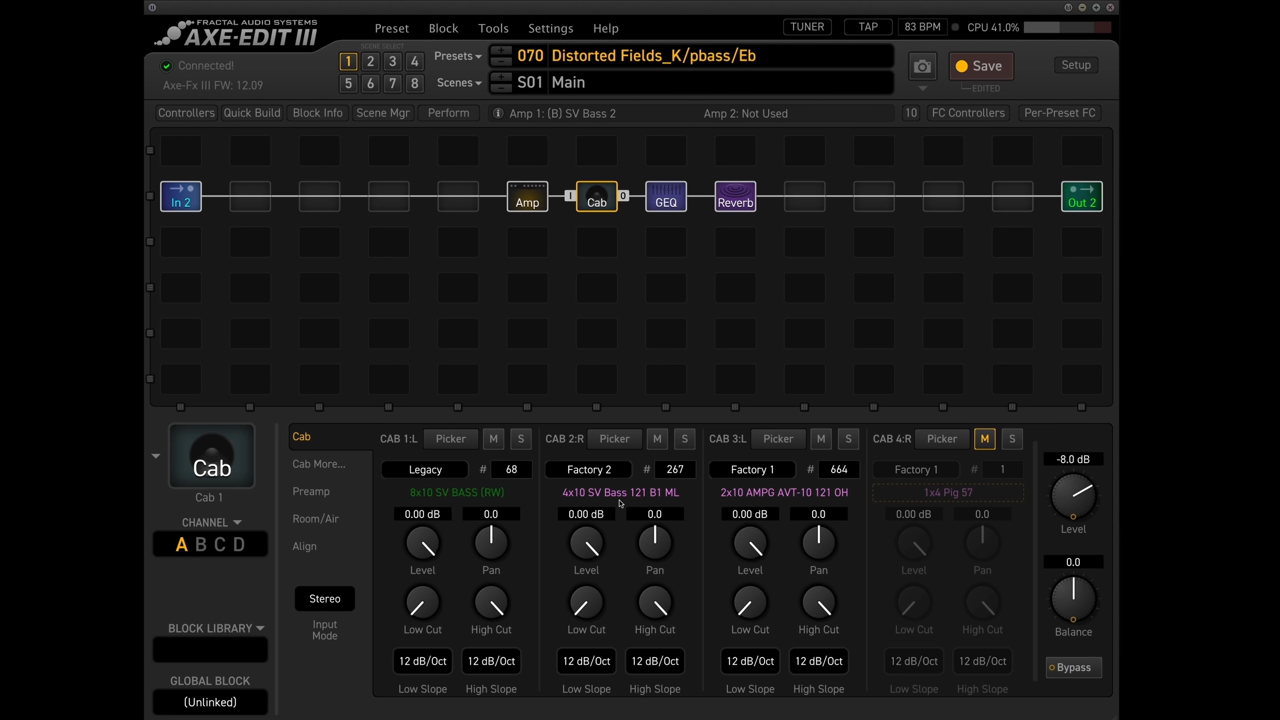 FRACTAL AUDIO SYSTEMS
AXE-EDIT III
Preset Block Tools Settings Help
TUNER TAP 83 BPM CPU 41.0%
Connected!
Axe-Fx III FW: 12.09
SCENE SELECT
1 2 3 4
5 6 7 8
Presets 070 Distorted Fields_K/pbass/Eb
Scenes S01 Main
Save
EDITED
Setup
Controllers Quick Build Block Info Scene Mgr Perform Amp 1: (B) SV Bass 2 Amp 2: Not Used 10 FC Controllers Per-Preset FC
In 2 Amp I Cab O GEQ Reverb Out 2
Cab
Cab 1
CHANNEL
A B C D
BLOCK LIBRARY
GLOBAL BLOCK
(Unlinked)
Cab
Cab More...
Preamp
Room/Air
Align
Stereo
Input
Mode
CAB 1:L Picker M S CAB 2:R Picker M S CAB 3:L Picker M S CAB 4:R Picker M S
Legacy # 68 Factory 2 # 267 Factory 1 # 664 Factory 1 # 1
8x10 SV BASS (RW) 4x10 SV Bass 121 B1 ML 2x10 AMPG AVT-10 121 OH 1x4 Pig 57
0.00 dB 0.0 0.00 dB 0.0 0.00 dB 0.0 0.00 dB 0.0
Level Pan Level Pan Level Pan Level Pan
Low Cut High Cut Low Cut High Cut Low Cut High Cut Low Cut High Cut
12 dB/Oct 12 dB/Oct 12 dB/Oct 12 dB/Oct 12 dB/Oct 12 dB/Oct 12 dB/Oct 12 dB/Oct
Low Slope High Slope Low Slope High Slope Low Slope High Slope Low Slope High Slope
-8.0 dB
Level
0.0
Balance
Bypass